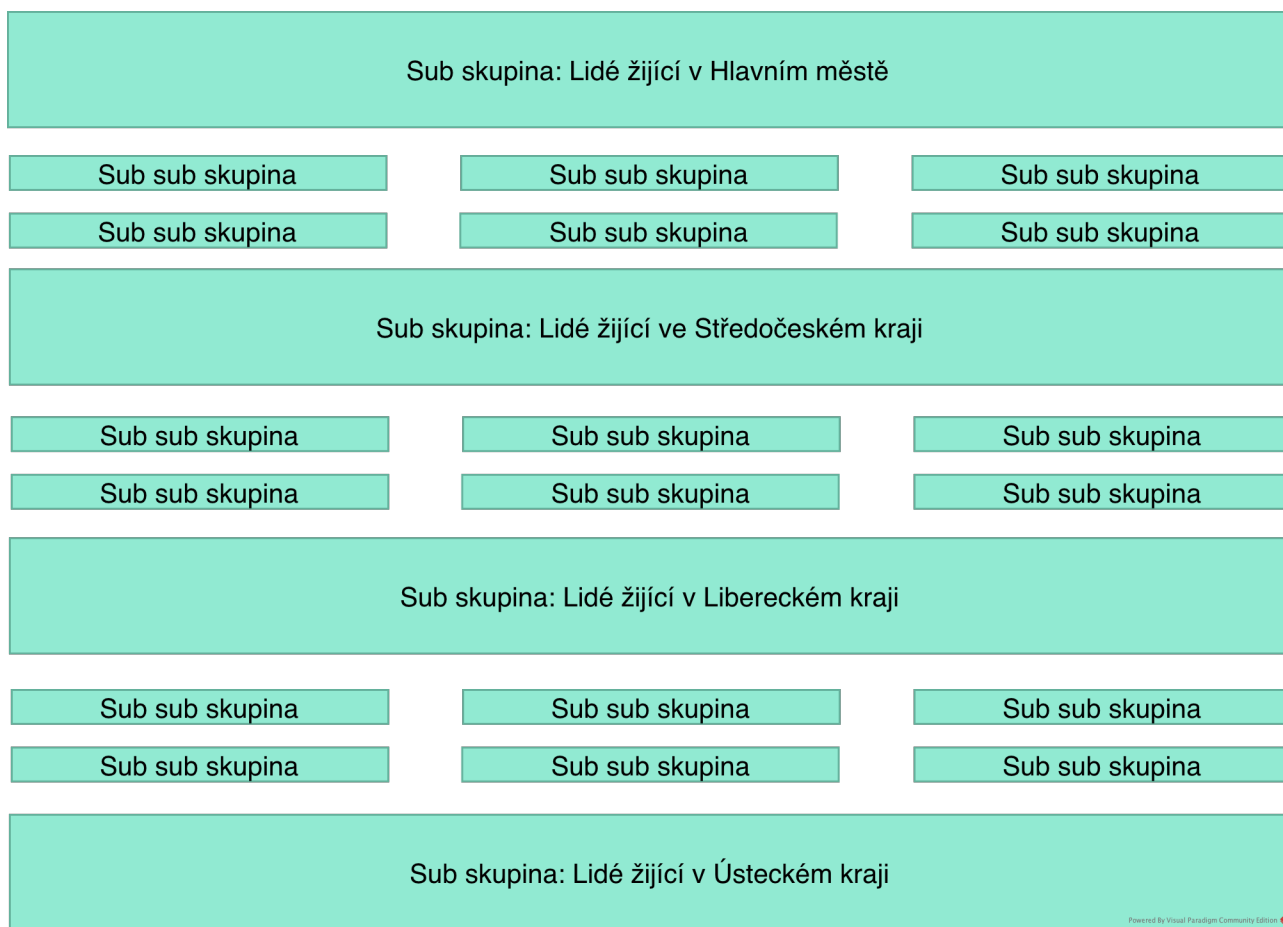 Sub skupina: Lidé žijící v Hlavním městě
Sub sub skupina Sub sub skupina Sub sub skupina
Sub sub skupina Sub sub skupina Sub sub skupina
Sub skupina: Lidé žijící ve Středočeském kraji
Sub sub skupina Sub sub skupina Sub sub skupina
Sub sub skupina Sub sub skupina Sub sub skupina
Sub skupina: Lidé žijící v Libereckém kraji
Sub sub skupina Sub sub skupina Sub sub skupina
Sub sub skupina Sub sub skupina Sub sub skupina
Sub skupina: Lidé žijící v Ústeckém kraji
Powered By Visual Paradigm Community Edition